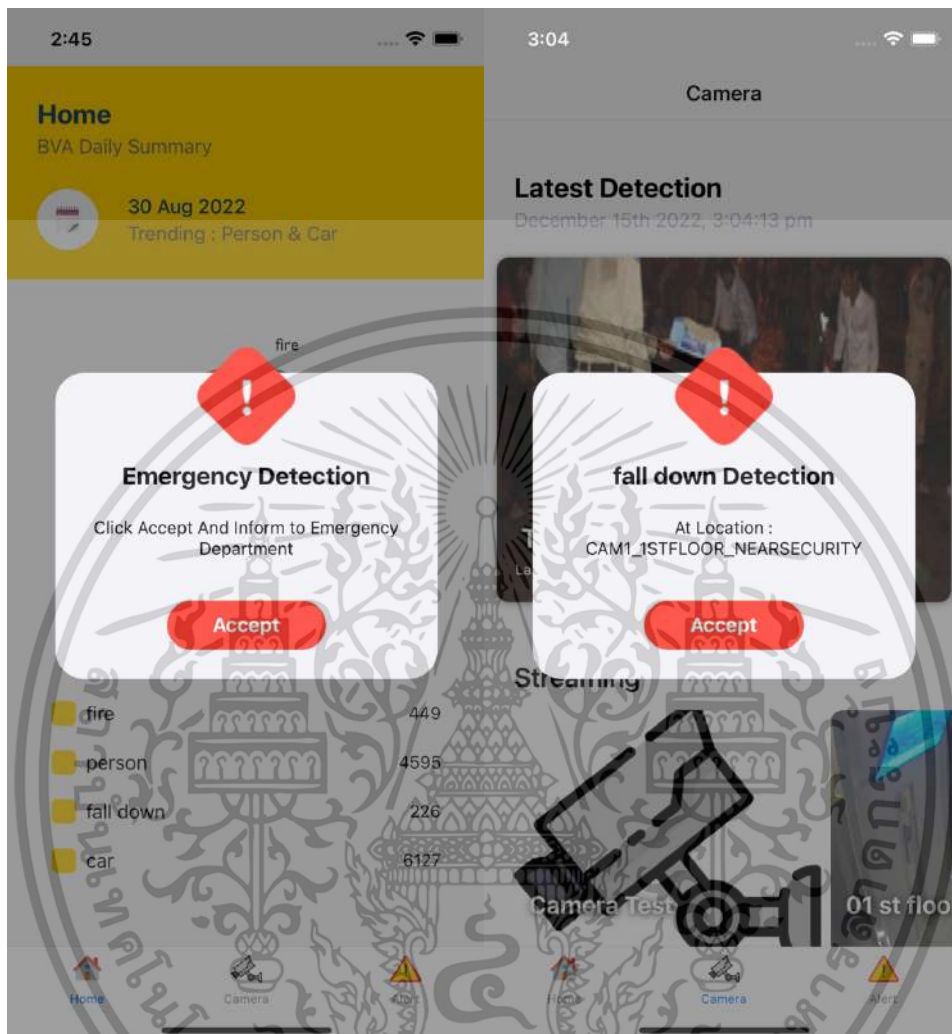 2:45
Home
BVA Daily Summary
30 Aug 2022
Trending : Person & Car
fire
Emergency Detection
Click Accept And Inform to Emergency
Department
Accept
fire 449
person 4595
fall down 226
car 6127
Home Camera Alert
3:04
Camera
Latest Detection
December 15th 2022, 3:04:13 pm
fall down Detection
At Location :
CAM1_1STFLOOR_NEARSECURITY
Accept
Streaming
Camera Test
01 st floo
Home Camera Alert